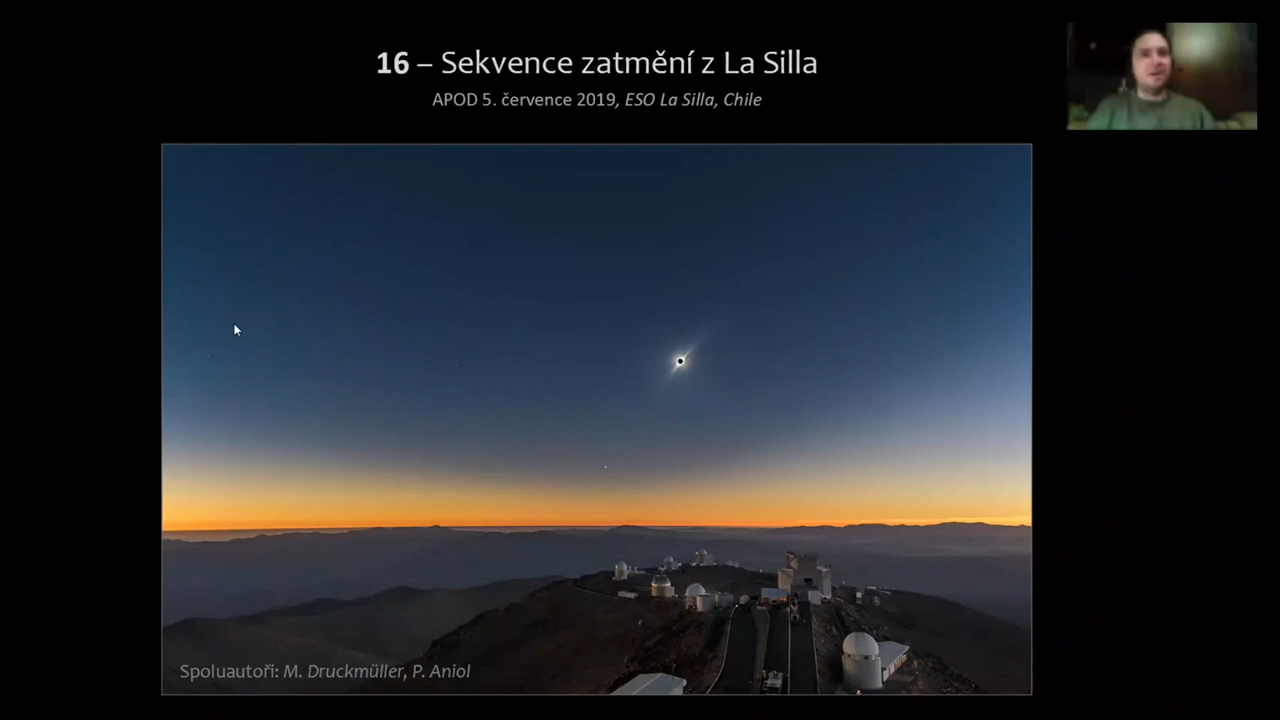 16 – Sekvence zatmění z La Silla
APOD 5. července 2019, ESO La Silla, Chile
Spoluautoři: M. Druckmüller, P. Aniol